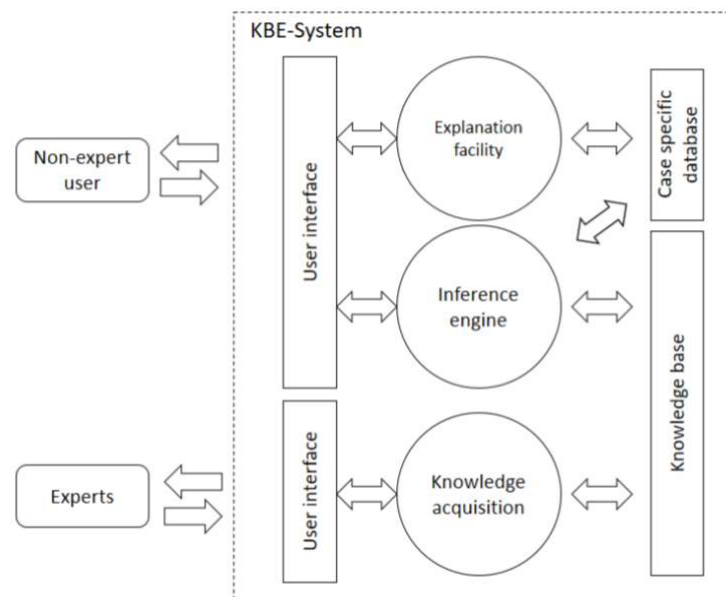 KBE-System
Non-expert
user
User interface
Explanation
facility
Case specific
database
Inference
engine
Knowledge base
Experts
User interface
Knowledge
acquisition